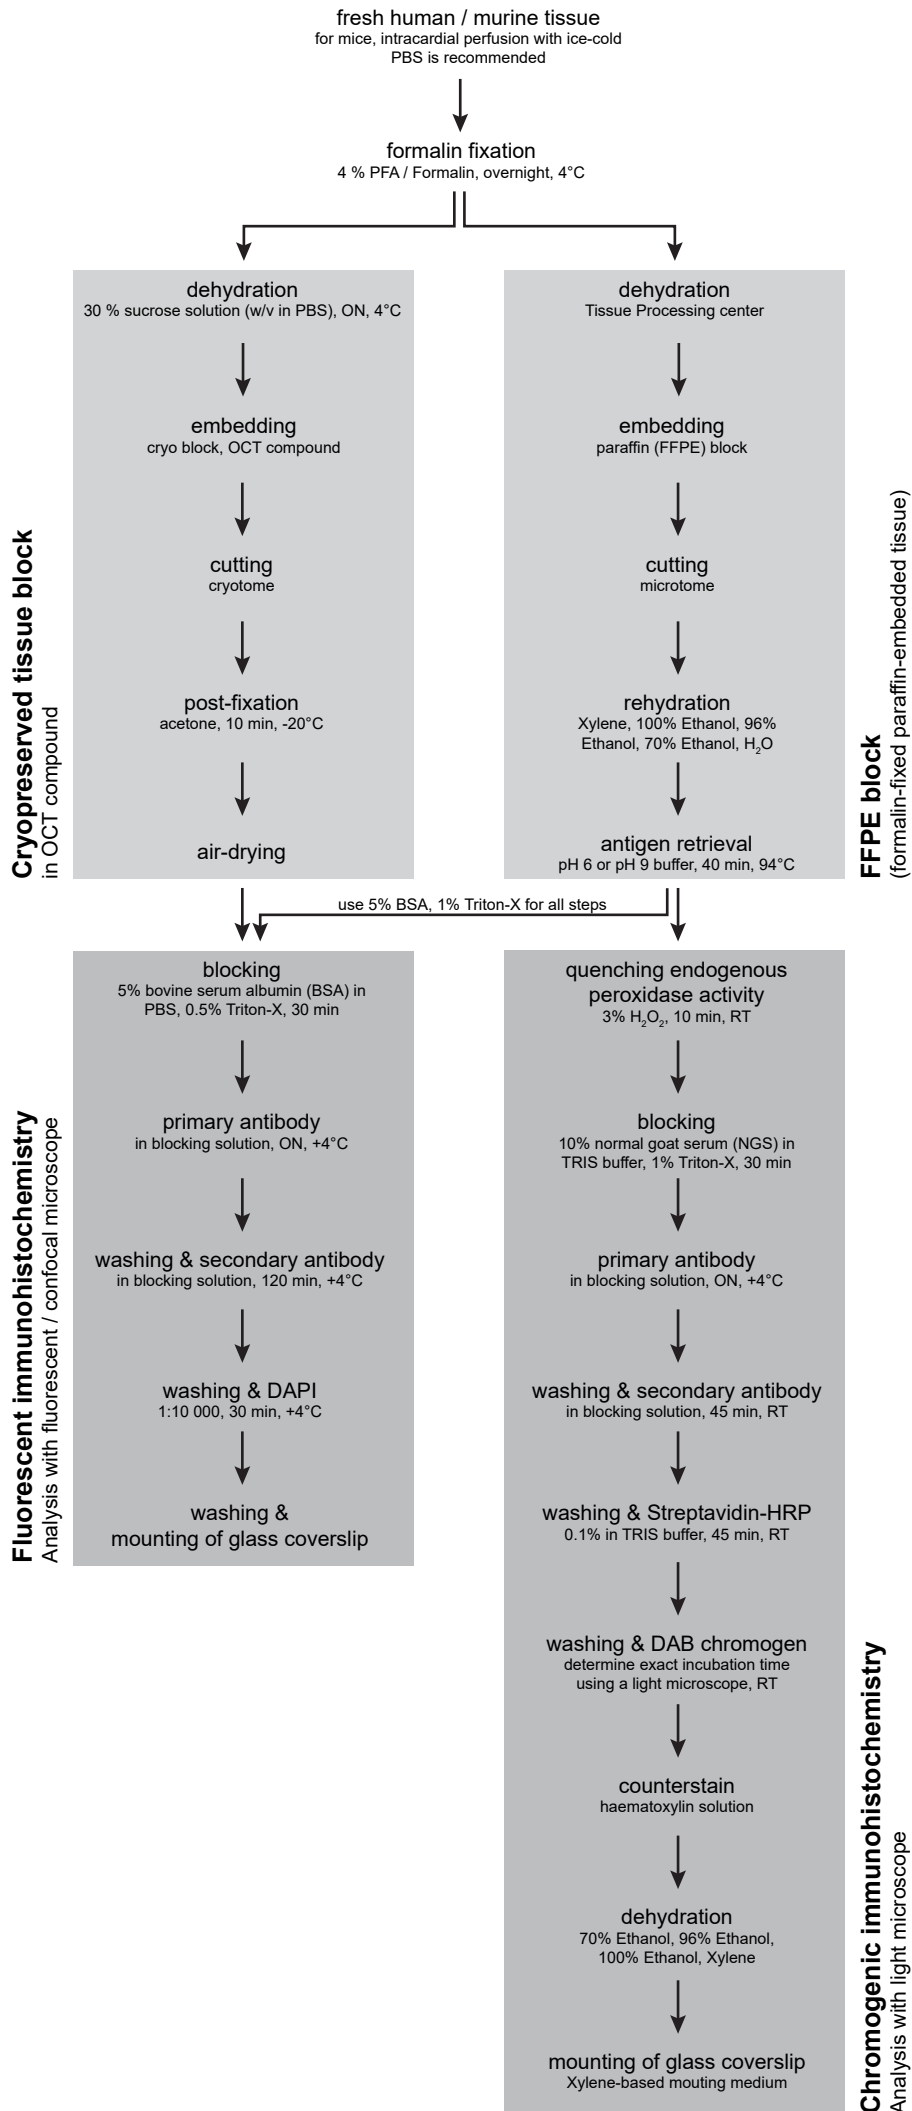 fresh human / murine tissue
for mice, intracardial perfusion with ice-cold
PBS is recommended
formalin fixation
4 % PFA / Formalin, overnight, 4°C
Cryopreserved tissue block
in OCT compound
dehydration
30 % sucrose solution (w/v in PBS), ON, 4°C
embedding
cryo block, OCT compound
cutting
cryotome
post-fixation
acetone, 10 min, -20°C
air-drying
dehydration
Tissue Processing center
embedding
paraffin (FFPE) block
cutting
microtome
rehydration
Xylene, 100% Ethanol, 96%
Ethanol, 70% Ethanol, H₂O
antigen retrieval
pH 6 or pH 9 buffer, 40 min, 94°C
FFPE block
(formalin-fixed paraffin-embedded tissue)
use 5% BSA, 1% Triton-X for all steps
Fluorescent immunohistochemistry
Analysis with fluorescent / confocal microscope
blocking
5% bovine serum albumin (BSA) in
PBS, 0.5% Triton-X, 30 min
primary antibody
in blocking solution, ON, +4°C
washing & secondary antibody
in blocking solution, 120 min, +4°C
washing & DAPI
1:10 000, 30 min, +4°C
washing &
mounting of glass coverslip
quenching endogenous
peroxidase activity
3% H₂O₂, 10 min, RT
blocking
10% normal goat serum (NGS) in
TRIS buffer, 1% Triton-X, 30 min
primary antibody
in blocking solution, ON, +4°C
washing & secondary antibody
in blocking solution, 45 min, RT
washing & Streptavidin-HRP
0.1% in TRIS buffer, 45 min, RT
washing & DAB chromogen
determine exact incubation time
using a light microscope, RT
counterstain
haematoxylin solution
dehydration
70% Ethanol, 96% Ethanol,
100% Ethanol, Xylene
mounting of glass coverslip
Xylene-based mouting medium
Chromogenic immunohistochemistry
Analysis with light microscope